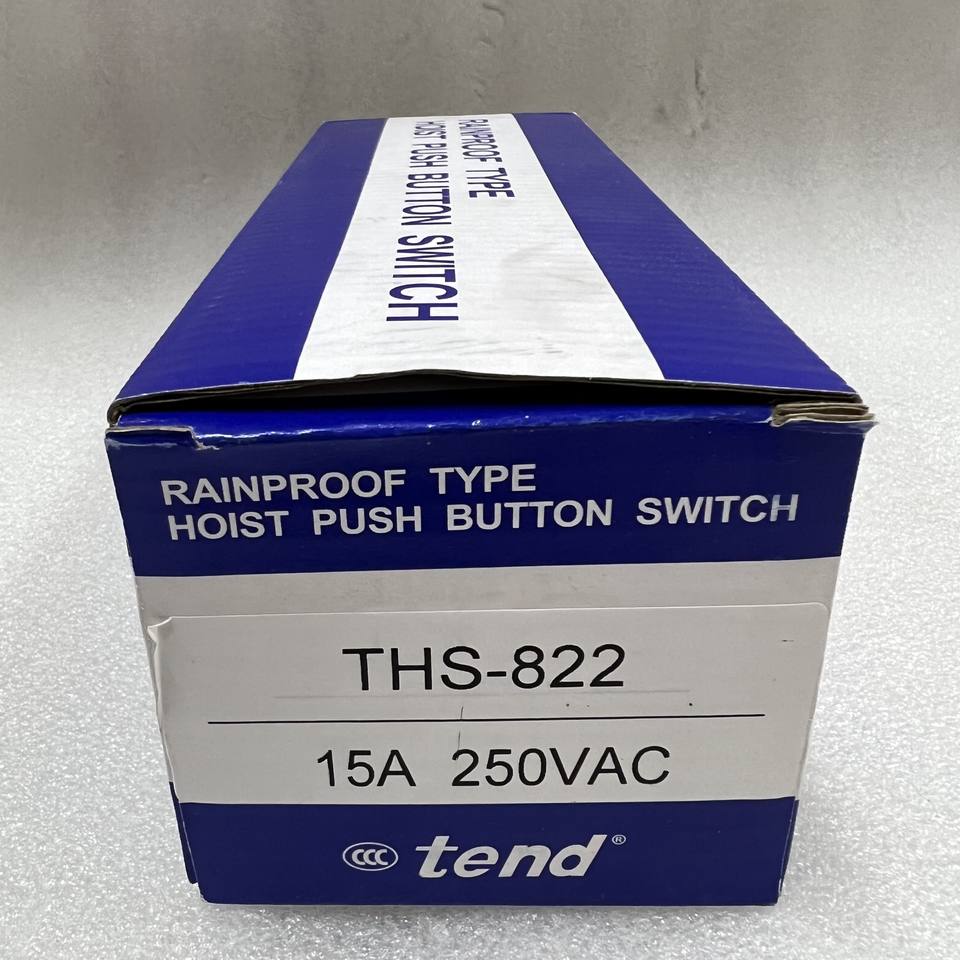 RAINPROOF TYPE
HOIST PUSH BUTTON SWITCH
RAINPROOF TYPE
HOIST PUSH BUTTON SWITCH
THS-822
15A 250VAC
CCC tend®